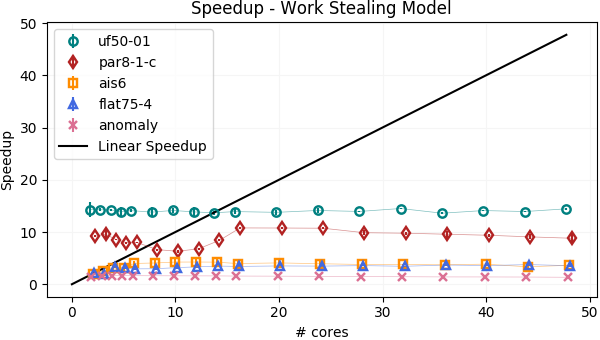 Speedup - Work Stealing Model
50
40
30
20
10
0
Speedup
uf50-01
par8-1-c
ais6
flat75-4
anomaly
Linear Speedup
0 10 20 30 40 50
# cores